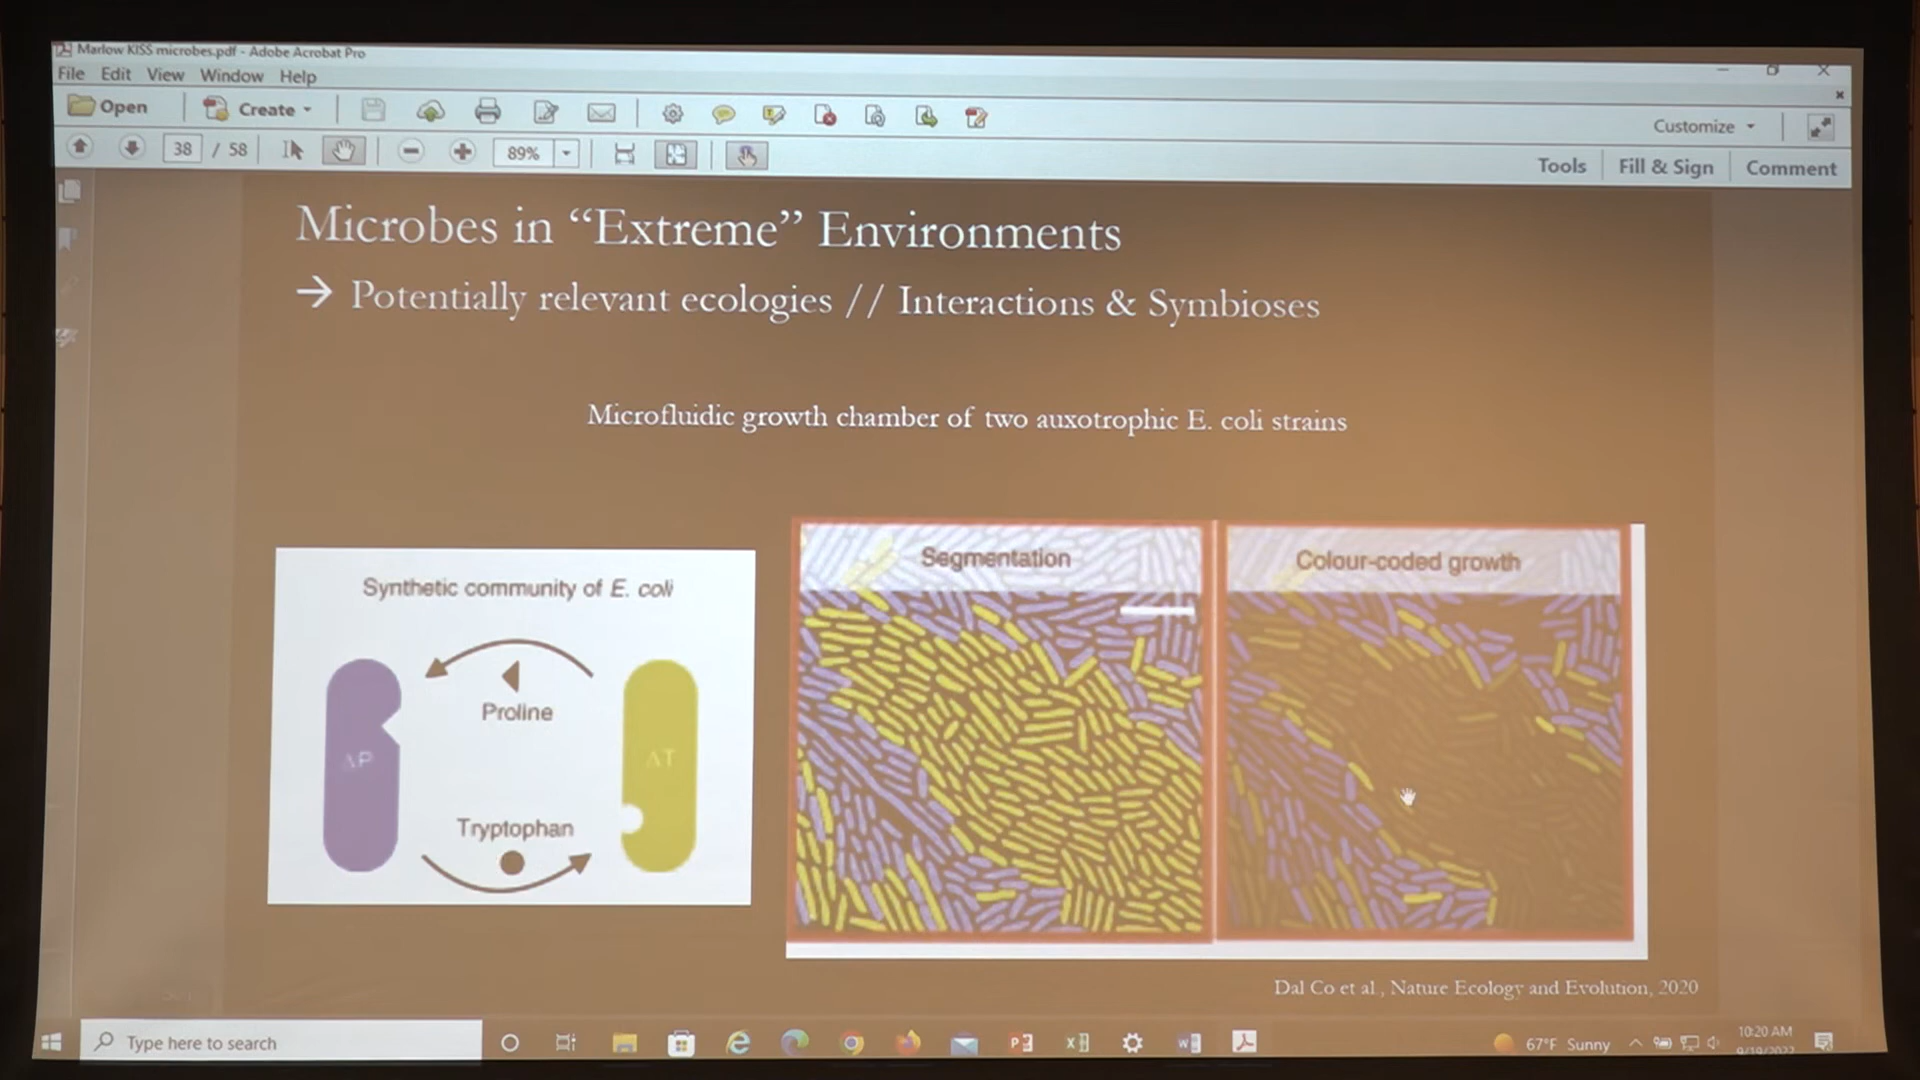 Marlow KISS microbes.pdf - Adobe Acrobat Pro
File Edit View Window Help
Open Create
Customize
38 / 58 89%
Tools Fill & Sign Comment
Microbes in “Extreme” Environments
→ Potentially relevant ecologies // Interactions & Symbioses
Microfluidic growth chamber of two auxotrophic E. coli strains
Synthetic community of E. coli
Proline
ΔP
ΔT
Tryptophan
Segmentation
Colour-coded growth
Dal Co et al., Nature Ecology and Evolution, 2020
Type here to search
67°F Sunny
10:20 AM